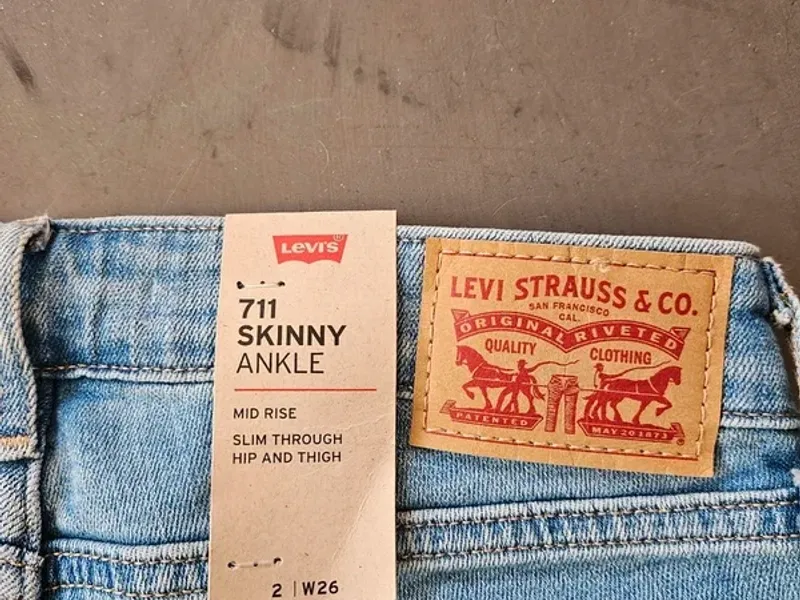 LEVI'S
711
SKINNY
ANKLE
MID RISE
SLIM THROUGH
HIP AND THIGH
2 | W26
LEVI STRAUSS & CO.
SAN FRANCISCO
CAL.
ORIGINAL RIVETED
QUALITY CLOTHING
PATENTED MAY 20 1873